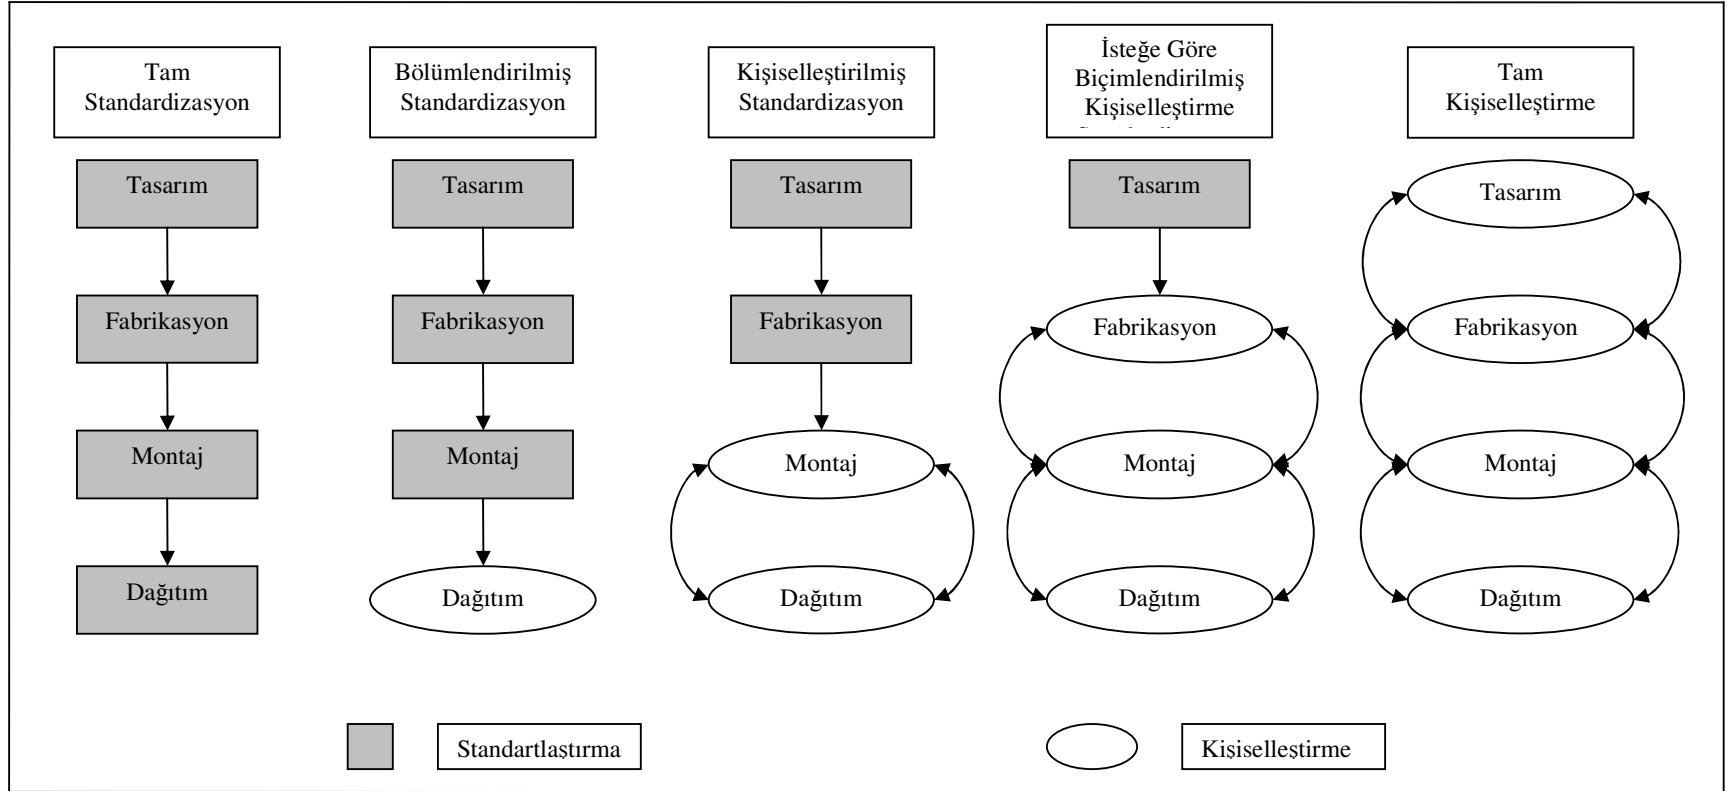 Tam
Standardizasyon
Bölümlendirilmiş
Standardizasyon
Kişiselleştirilmiş
Standardizasyon
İsteğe Göre
Biçimlendirilmiş
Kişiselleştirme
Tam
Kişiselleştirme
Tasarım
Tasarım
Tasarım
Tasarım
Tasarım
Fabrikasyon
Fabrikasyon
Fabrikasyon
Fabrikasyon
Fabrikasyon
Montaj
Montaj
Montaj
Montaj
Montaj
Dağıtım
Dağıtım
Dağıtım
Dağıtım
Dağıtım
Standartlaştırma
Kişiselleştirme